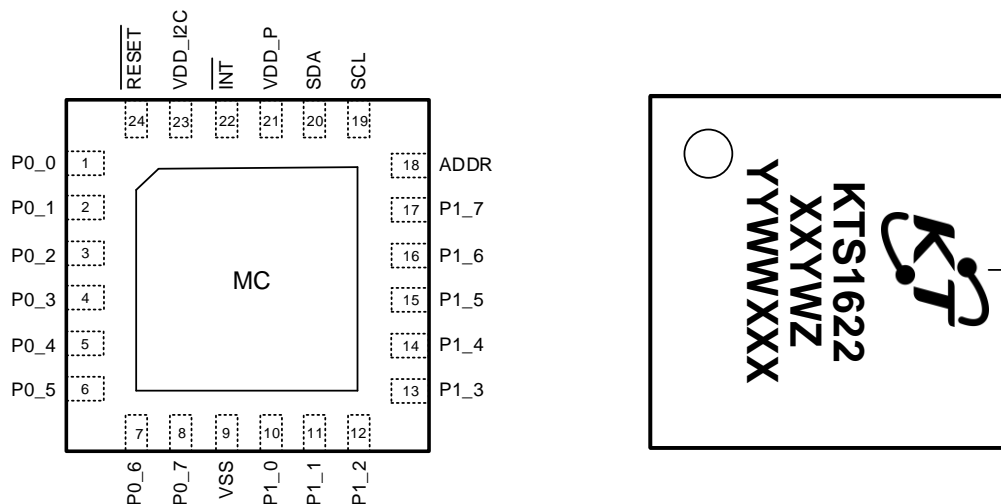 RESET
VDD_I2C
INT
VDD_P
SDA
SCL
24
23
22
21
20
19
P0_0 1
P0_1 2
P0_2 3
P0_3 4
P0_4 5
P0_5 6
MC
18 ADDR
17 P1_7
16 P1_6
15 P1_5
14 P1_4
13 P1_3
7
8
9
10
11
12
P0_6
P0_7
VSS
P1_0
P1_1
P1_2
KT
KTS1622
XXYWZ
YYWWXXX